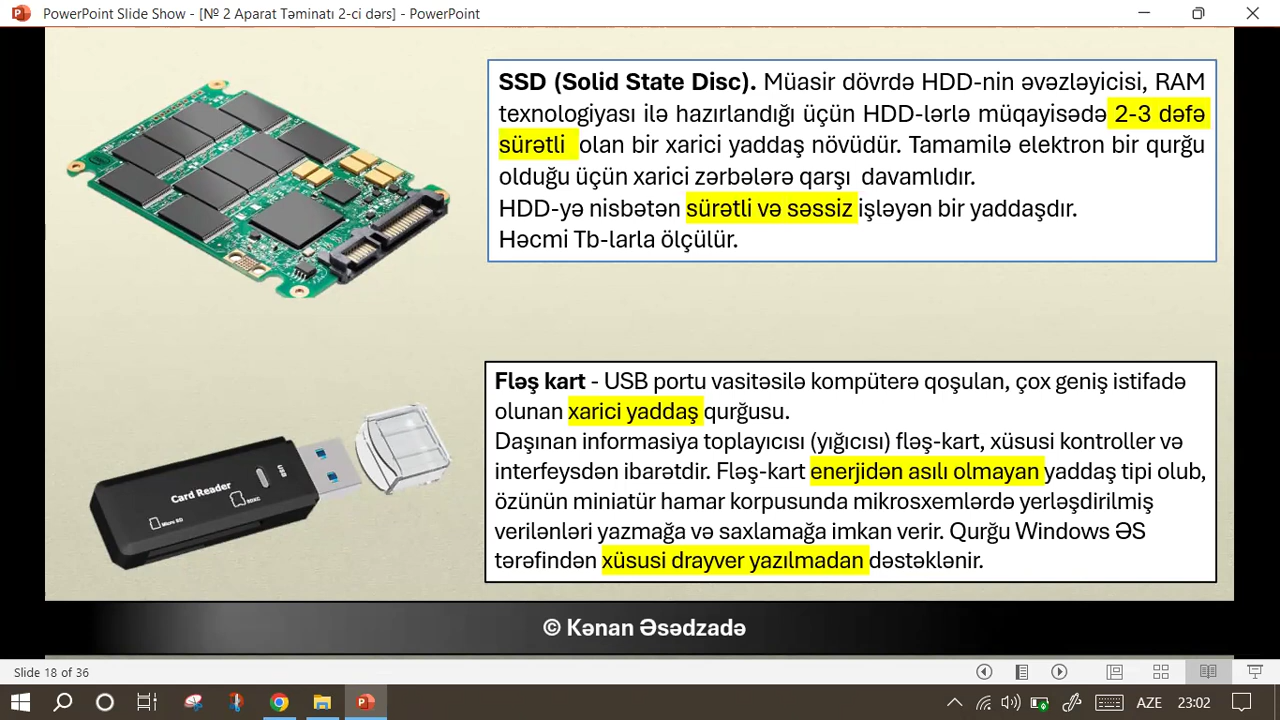 PowerPoint Slide Show - [№ 2 Aparat Təminatı 2-ci dərs] - PowerPoint
SSD (Solid State Disc). Müasir dövrdə HDD-nin əvəzləyicisi, RAM
texnologiyası ilə hazırlandığı üçün HDD-lərlə müqayisədə 2-3 dəfə
sürətli olan bir xarici yaddaş növüdür. Tamamilə elektron bir qurğu
olduğu üçün xarici zərbələrə qarşı davamlıdır.
HDD-yə nisbətən sürətli və səssiz işləyən bir yaddaşdır.
Həcmi Tb-larla ölçülür.
Fləş kart - USB portu vasitəsilə kompüterə qoşulan, çox geniş istifadə
olunan xarici yaddaş qurğusu.
Daşınan informasiya toplayıcısı (yığıcısı) fləş-kart, xüsusi kontroller və
interfeysdən ibarətdir. Fləş-kart enerjidən asılı olmayan yaddaş tipi olub,
özünün miniatür hamar korpusunda mikrosxemlərdə yerləşdirilmiş
verilənləri yazmağa və saxlamağa imkan verir. Qurğu Windows ƏS
tərəfindən xüsusi drayver yazılmadan dəstəklənir.
USB
Card Reader
SDXC
Micro SD
© Kənan Əsədzadə
Slide 18 of 36
AZE
23:02